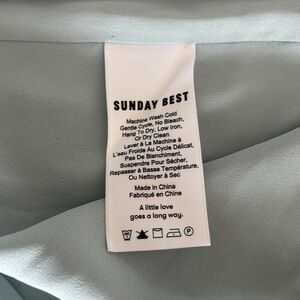 SUNDAY BEST
Machine Wash Cold
Gentle Cycle, No Bleach,
Hang To Dry, Low Iron,
Or Dry Clean
Laver À La Machine À
L'eau Froide Au Cycle Délicat,
Pas De Blanchiment,
Suspendre Pour Sécher,
Repasser à Basse Température,
Ou Nettoyer à Sec
Made in China
Fabriqué en Chine
A little love
goes a long way.
P